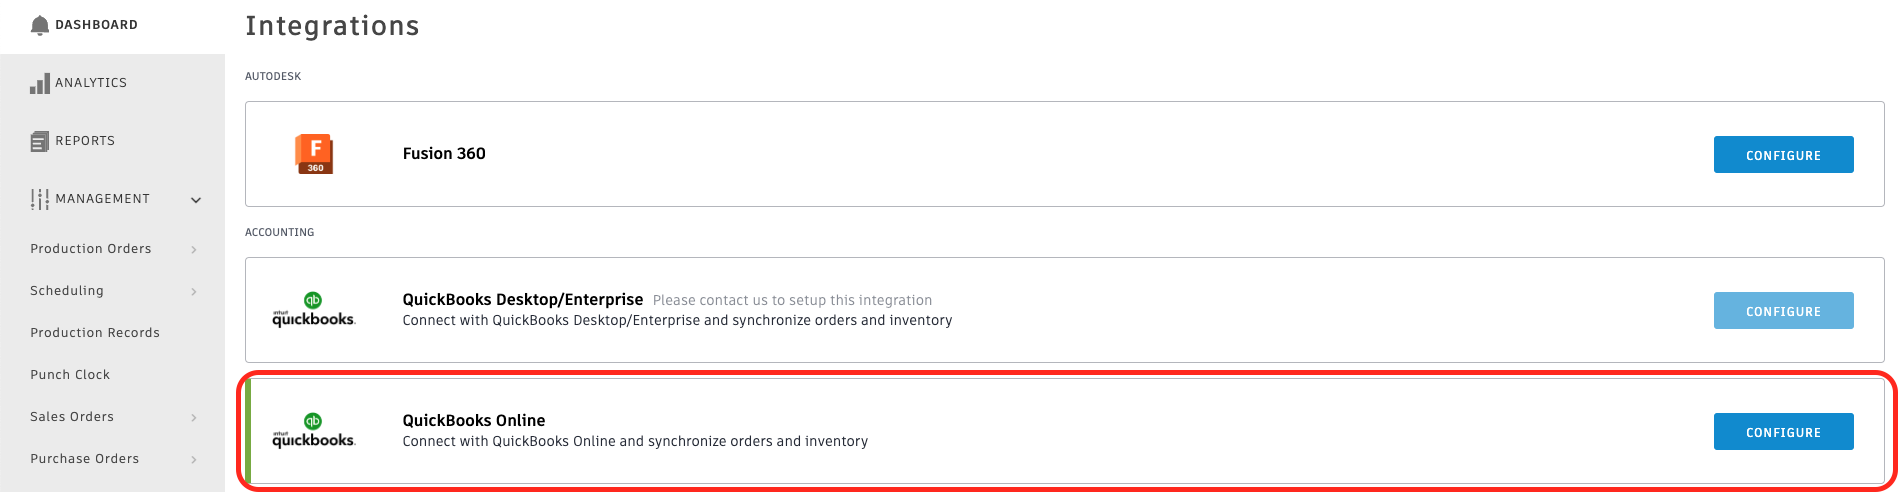 DASHBOARD
ANALYTICS
REPORTS
MANAGEMENT
Production Orders
Scheduling
Production Records
Punch Clock
Sales Orders
Purchase Orders
Integrations
AUTODESK
F
360
Fusion 360
CONFIGURE
ACCOUNTING
qb
intuit
quickbooks.
QuickBooks Desktop/Enterprise Please contact us to setup this integration
Connect with QuickBooks Desktop/Enterprise and synchronize orders and inventory
CONFIGURE
qb
intuit
quickbooks.
QuickBooks Online
Connect with QuickBooks Online and synchronize orders and inventory
CONFIGURE